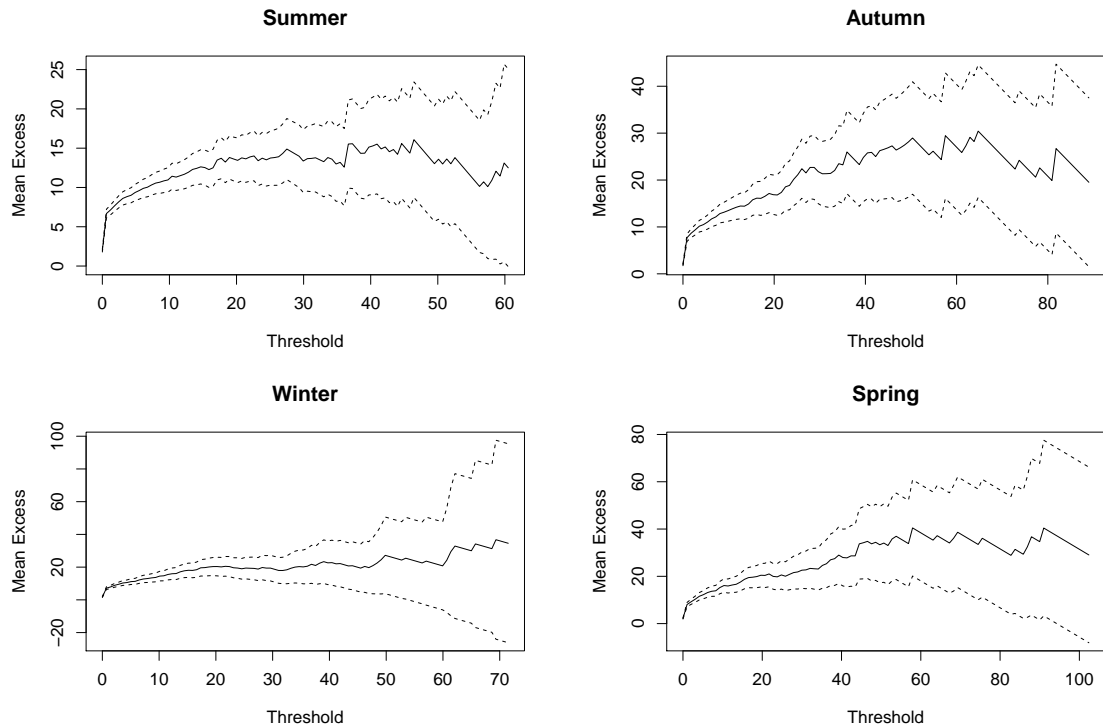 Summer
Mean Excess
25
20
15
10
5
0
0 10 20 30 40 50 60
Threshold
Autumn
Mean Excess
40
30
20
10
0
0 20 40 60 80
Threshold
Winter
Mean Excess
100
60
20
−20
0 10 20 30 40 50 60 70
Threshold
Spring
Mean Excess
80
60
40
20
0
0 20 40 60 80 100
Threshold